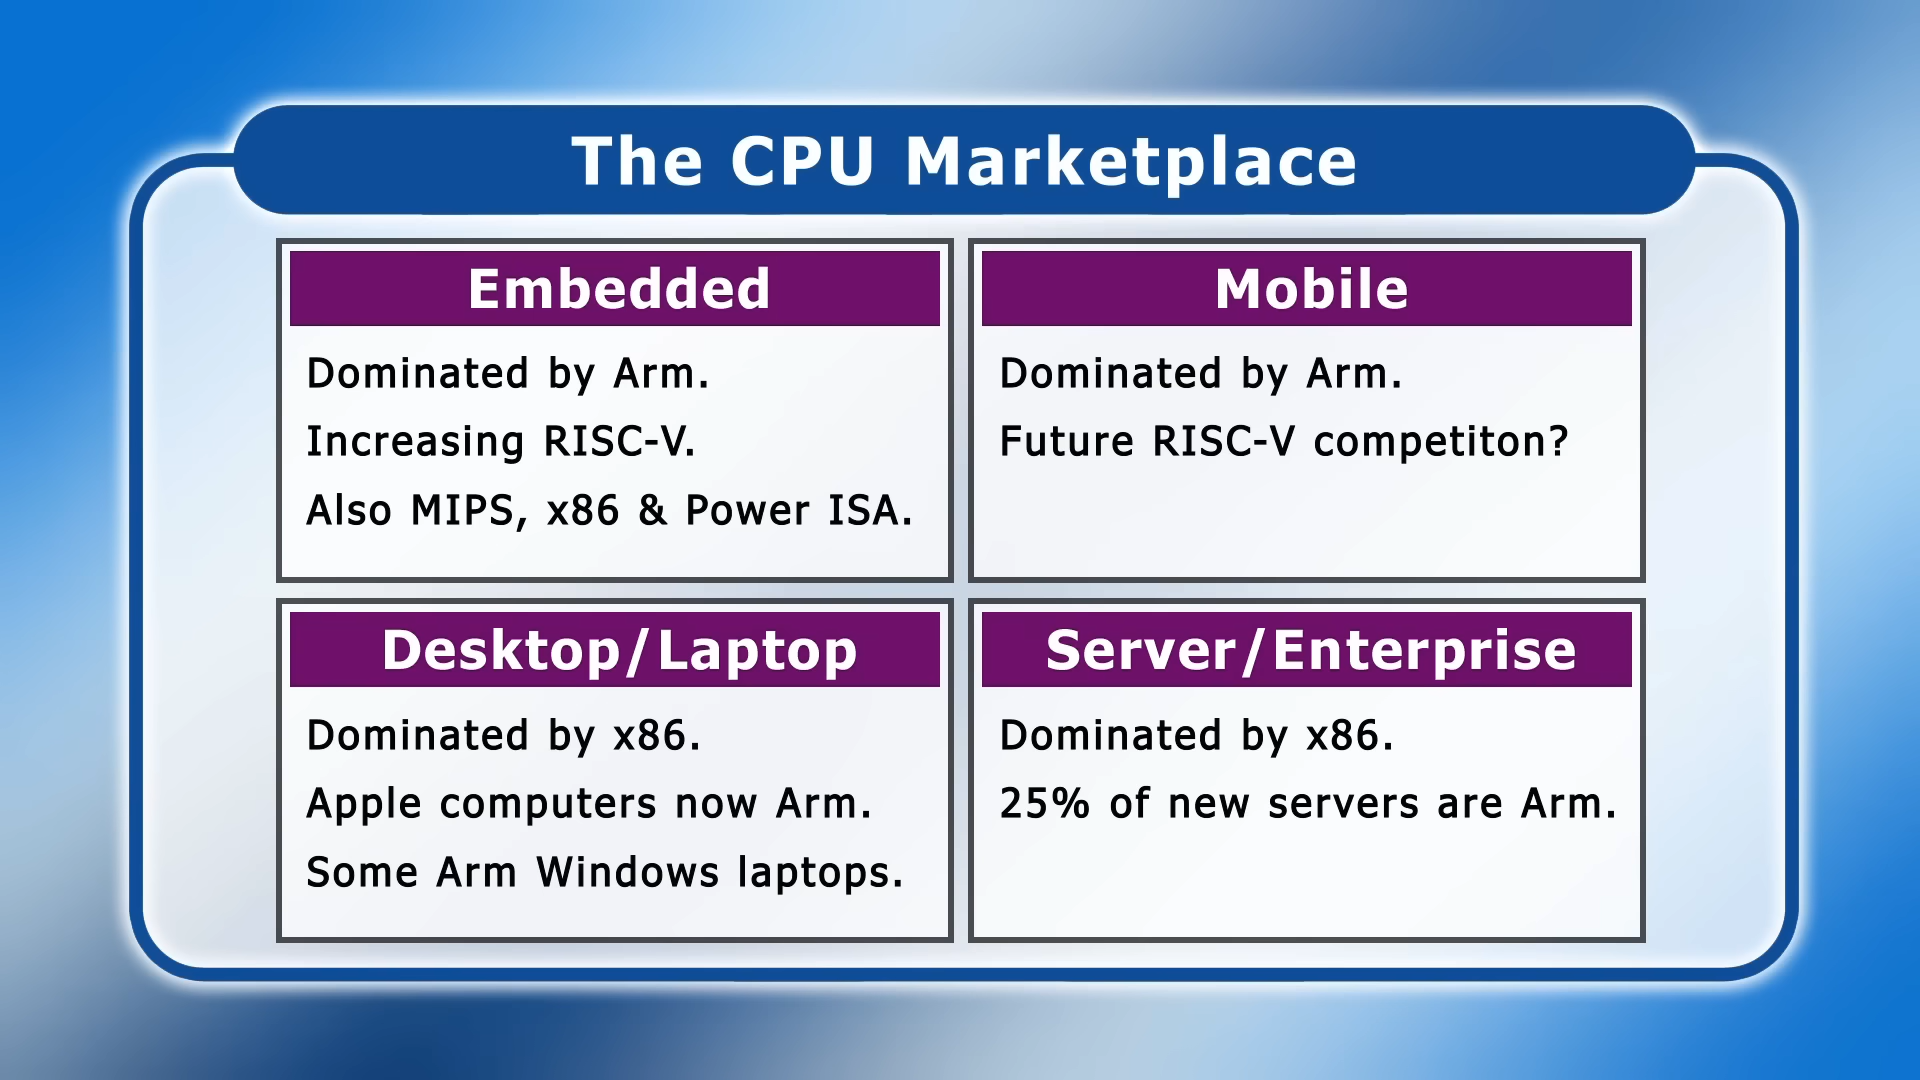 The CPU Marketplace
Embedded
Dominated by Arm.
Increasing RISC-V.
Also MIPS, x86 & Power ISA.
Mobile
Dominated by Arm.
Future RISC-V competiton?
Desktop/Laptop
Dominated by x86.
Apple computers now Arm.
Some Arm Windows laptops.
Server/Enterprise
Dominated by x86.
25% of new servers are Arm.